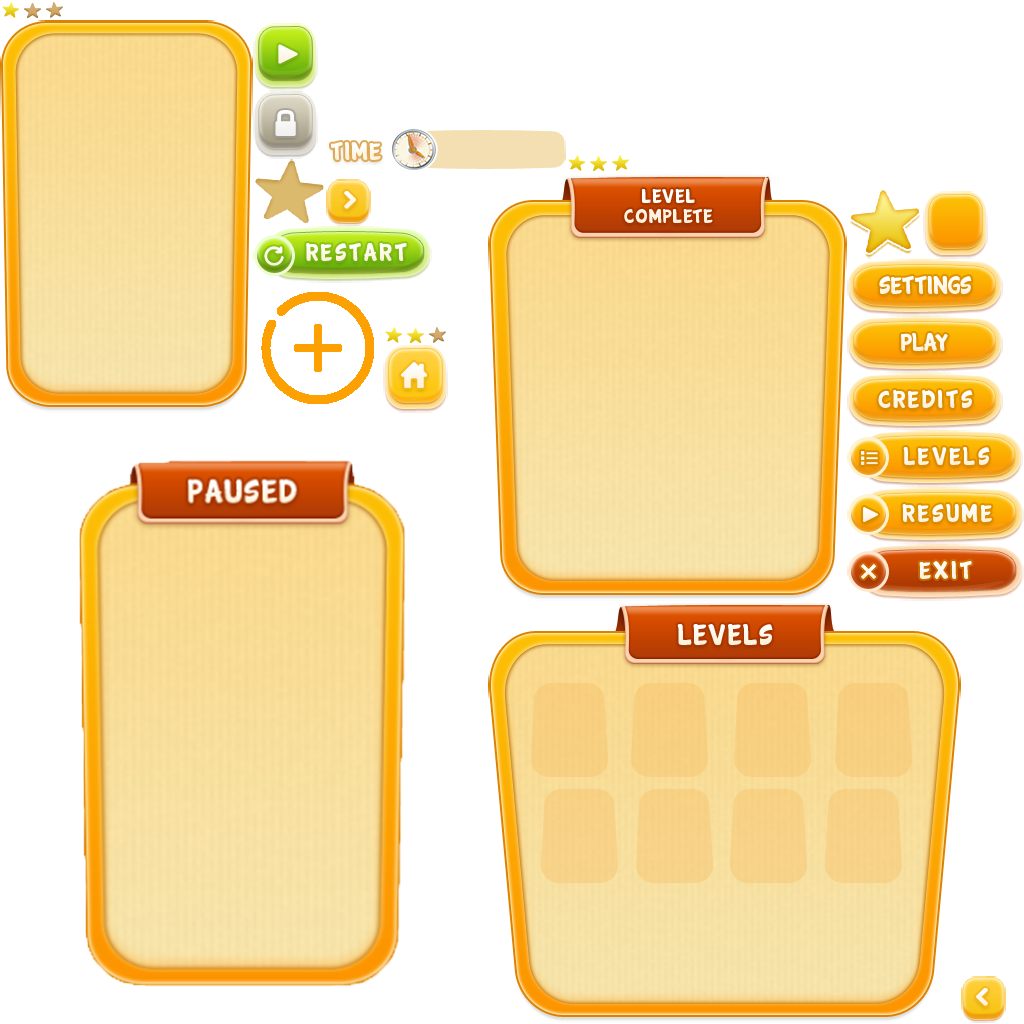 TIME
LEVEL
COMPLETE
RESTART
SETTINGS
PLAY
CREDITS
LEVELS
PAUSED
RESUME
EXIT
LEVELS